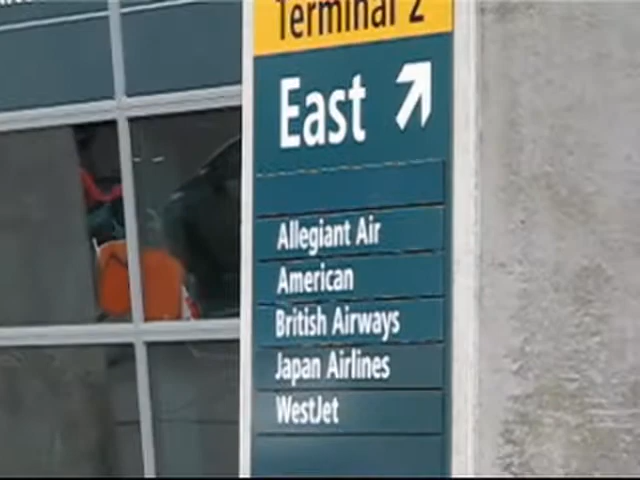 Terminal 2
East
Allegiant Air
American
British Airways
Japan Airlines
WestJet